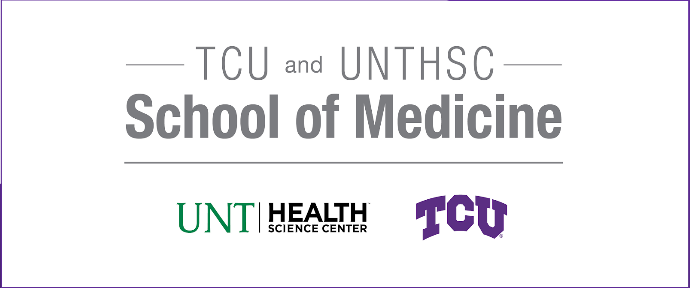 TCU and UNTHSC
School of Medicine
UNT HEALTH
SCIENCE CENTER
TCU